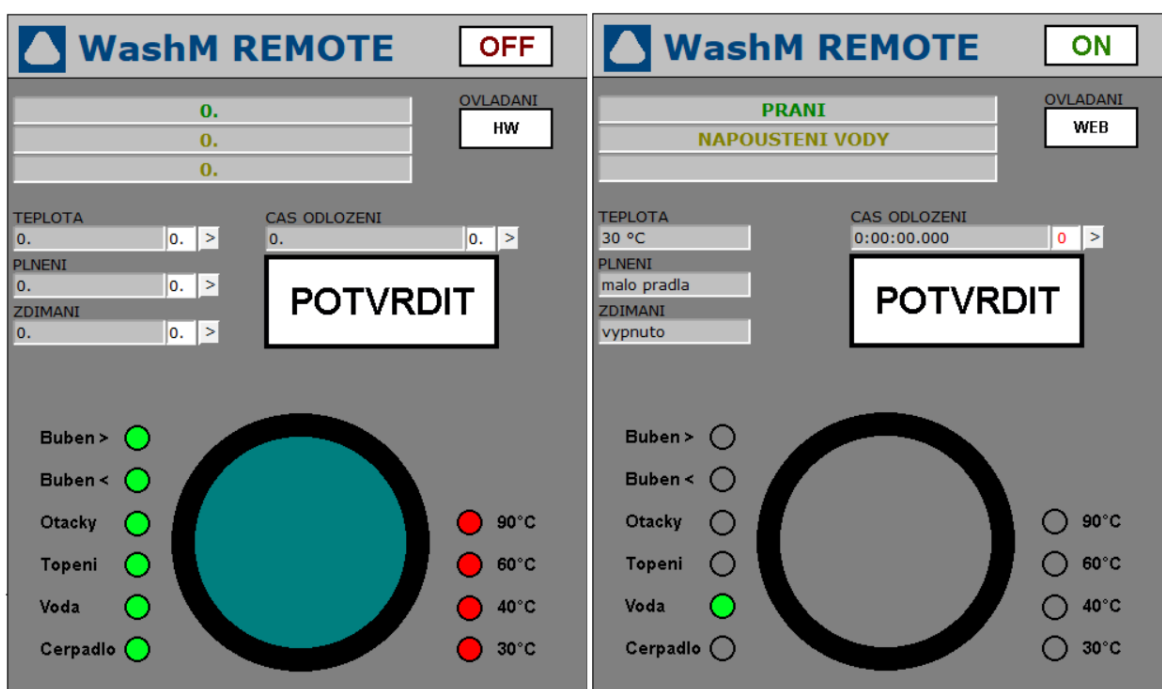 WashM REMOTE OFF
OVLADANI
0.
HW
0.
0.
TEPLOTA CAS ODLOZENI
0. 0. > 0. 0. >
PLNENI
0. 0. >
POTVRDIT
ZDIMANI
0. 0. >
Buben >
Buben <
Otacky 90°C
Topeni 60°C
Voda 40°C
Cerpadlo 30°C
WashM REMOTE ON
OVLADANI
PRANI
WEB
NAPOUSTENI VODY
TEPLOTA CAS ODLOZENI
30 °C 0:00:00.000 0 >
PLNENI
malo pradla
POTVRDIT
ZDIMANI
vypnuto
Buben >
Buben <
Otacky 90°C
Topeni 60°C
Voda 40°C
Cerpadlo 30°C